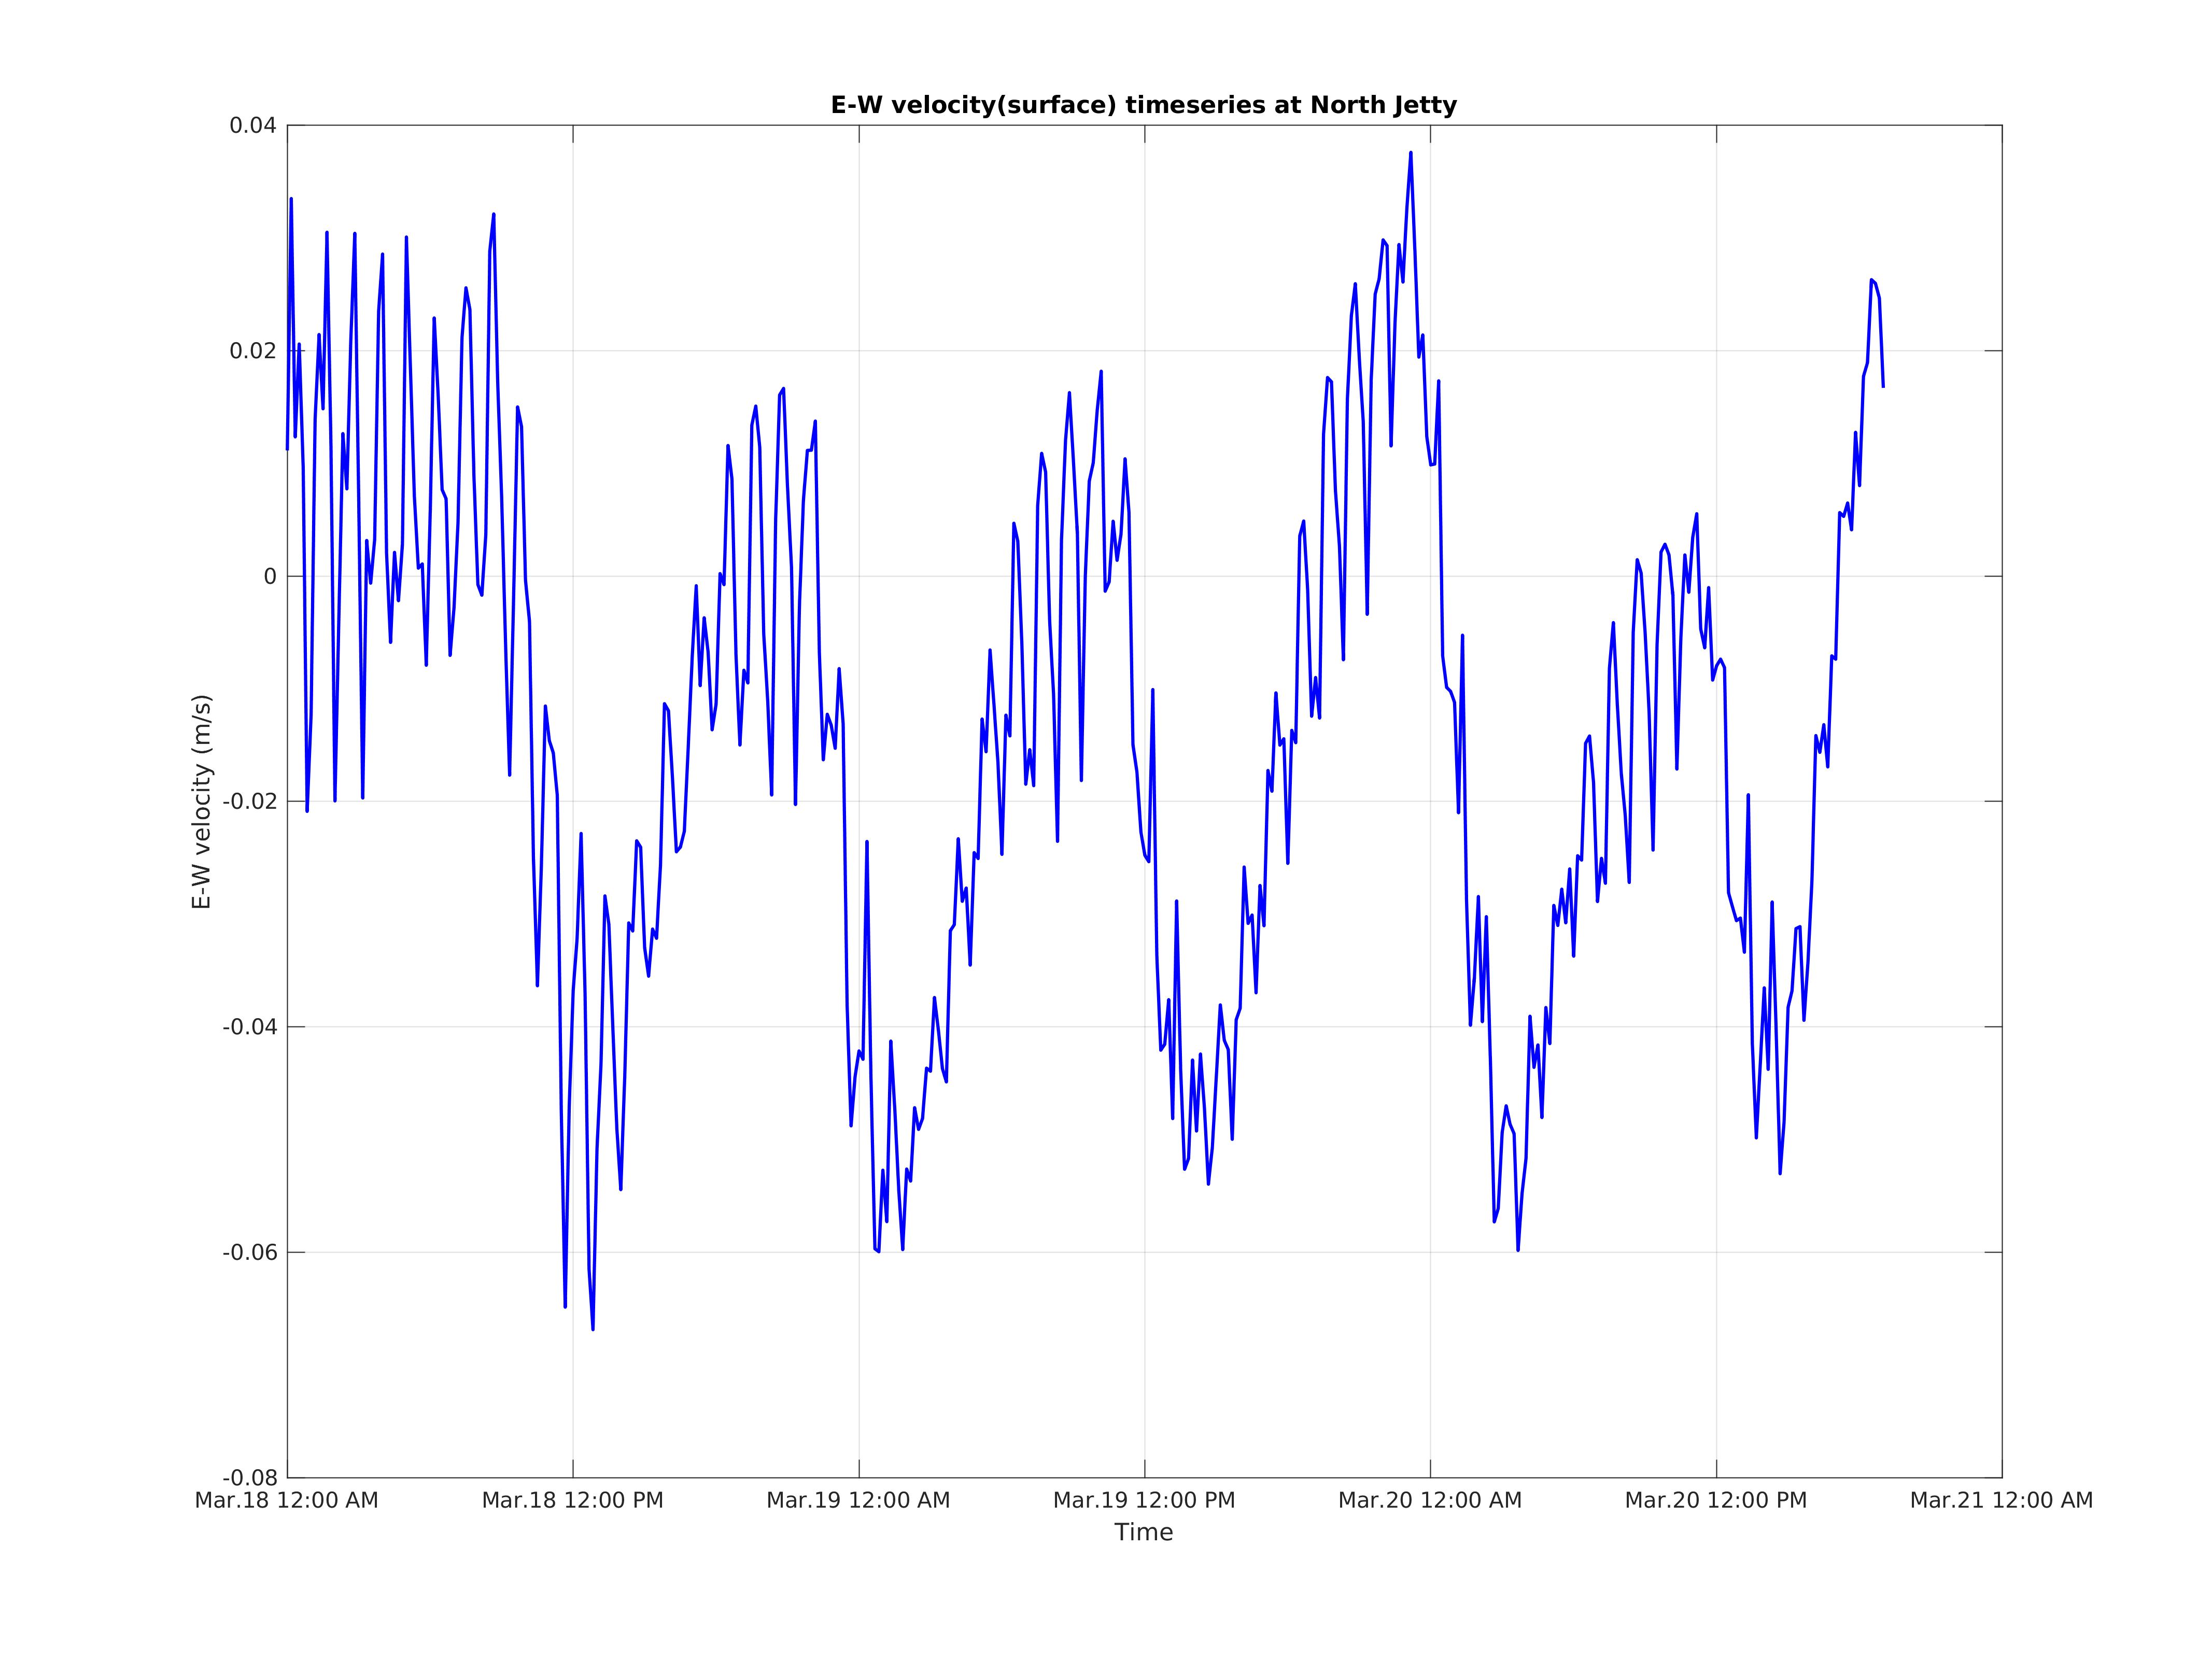 E-W velocity(surface) timeseries at North Jetty
0.04
0.02
0
-0.02
-0.04
-0.06
-0.08
E-W velocity (m/s)
Mar.18 12:00 AM
Mar.18 12:00 PM
Mar.19 12:00 AM
Mar.19 12:00 PM
Mar.20 12:00 AM
Mar.20 12:00 PM
Mar.21 12:00 AM
Time